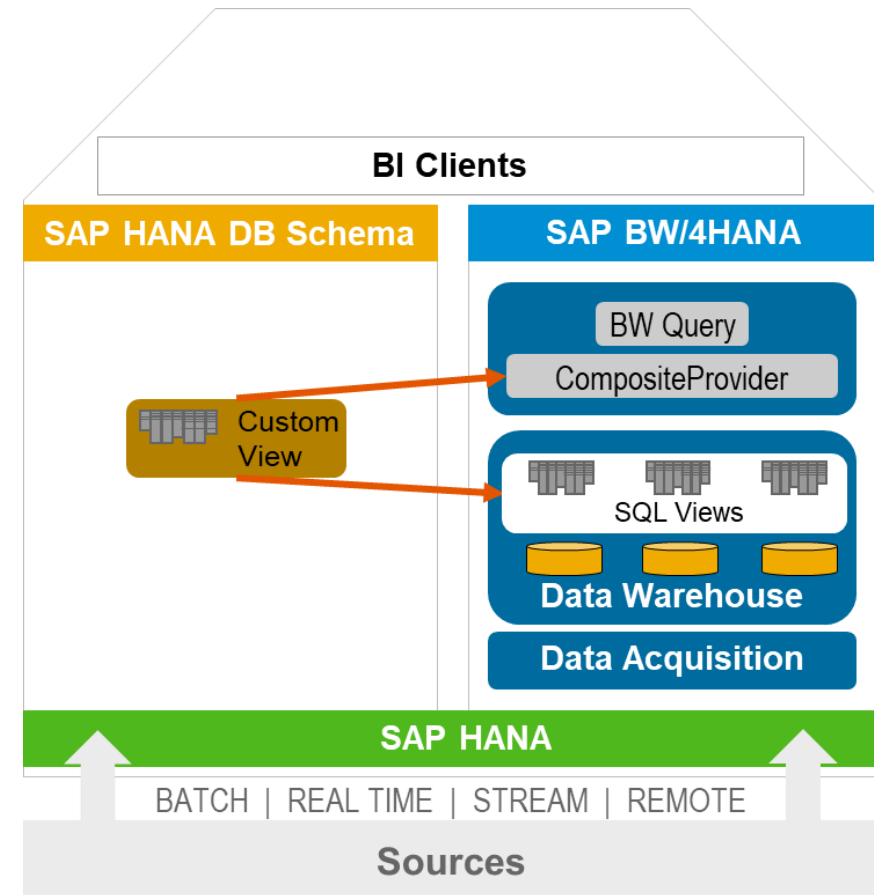 BI Clients
SAP HANA DB Schema
SAP BW/4HANA
BW Query
CompositeProvider
Custom
View
SQL Views
Data Warehouse
Data Acquisition
SAP HANA
BATCH | REAL TIME | STREAM | REMOTE
Sources